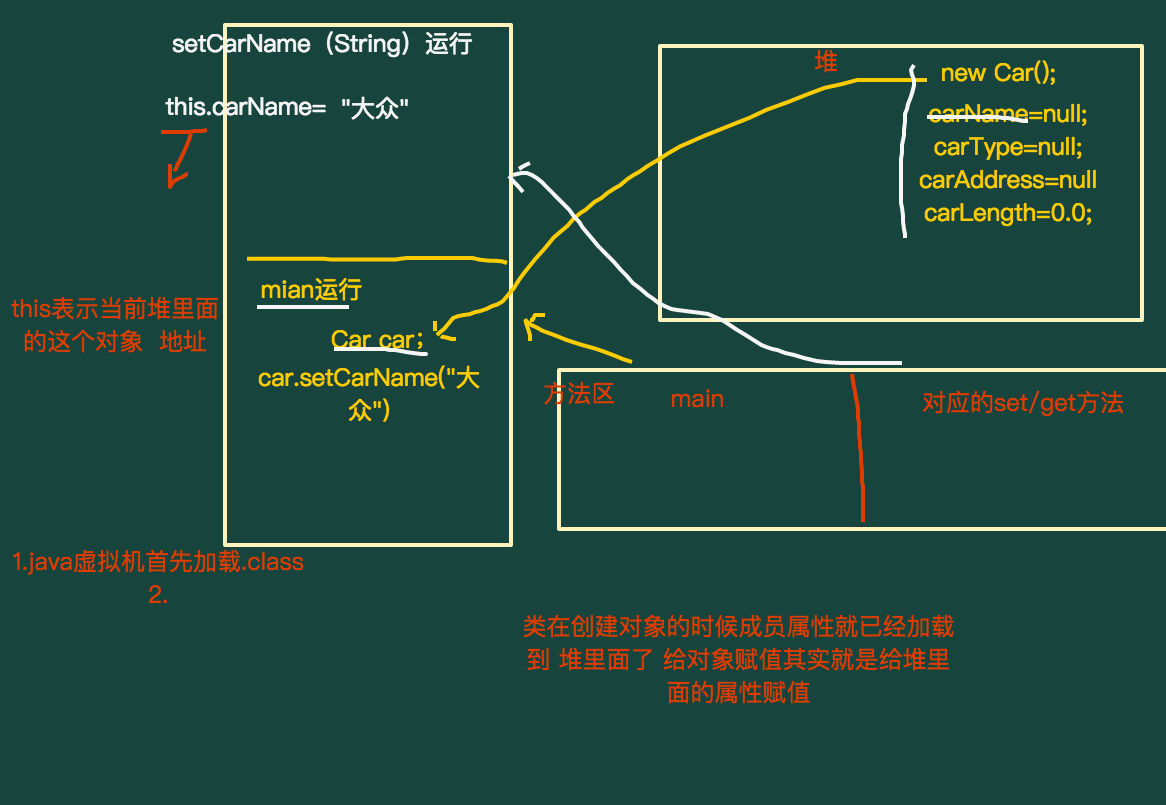 setCarName（String）运行
this.carName= "大众"
堆
new Car();
carName=null;
carType=null;
carAddress=null
carLength=0.0;
mian运行
this表示当前堆里面
的这个对象 地址
Car car；
car.setCarName("大
众")
方法区
main
对应的set/get方法
1.java虚拟机首先加载.class
2.
类在创建对象的时候成员属性就已经加载
到 堆里面了 给对象赋值其实就是给堆里
面的属性赋值